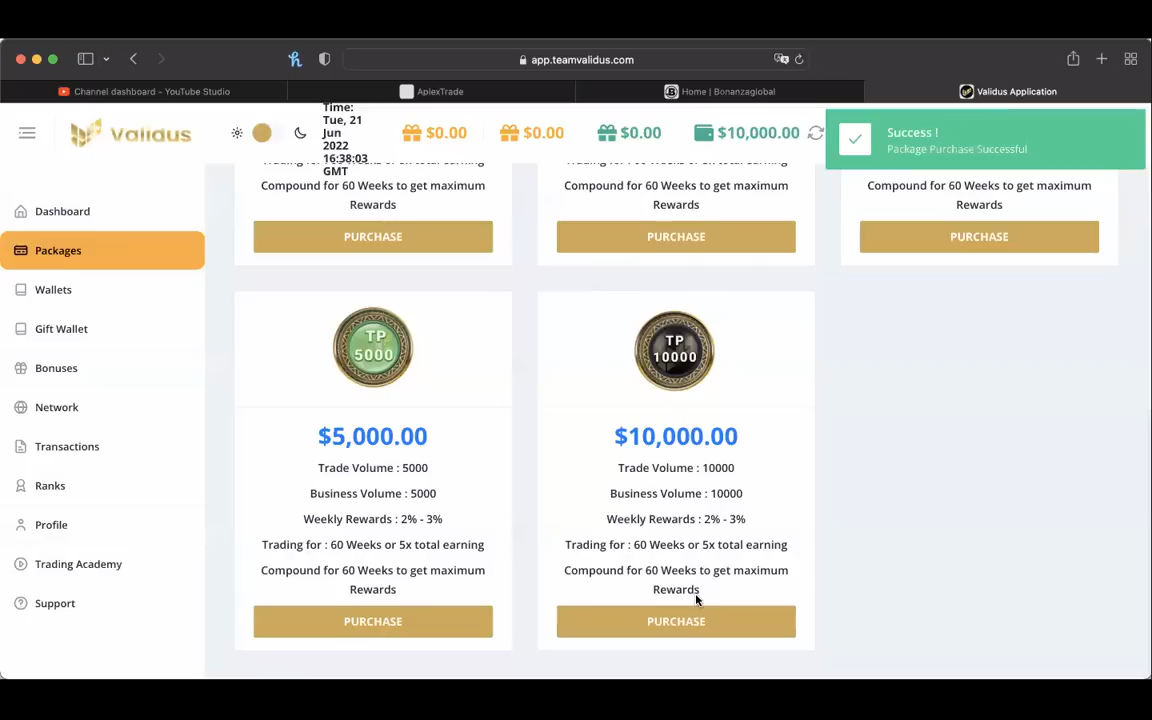 app.teamvalidus.com
Channel dashboard – YouTube Studio
AplexTrade
Home | Bonanzaglobal
Validus Application
Validus
Time:
Tue, 21
Jun
2022
16:38:03
GMT
$0.00
$0.00
$0.00
$10,000.00
Success !
Package Purchase Successful
Dashboard
Packages
Wallets
Gift Wallet
Bonuses
Network
Transactions
Ranks
Profile
Trading Academy
Support
Compound for 60 Weeks to get maximum
Rewards
PURCHASE
Compound for 60 Weeks to get maximum
Rewards
PURCHASE
Compound for 60 Weeks to get maximum
Rewards
PURCHASE
TP
5000
$5,000.00
Trade Volume : 5000
Business Volume : 5000
Weekly Rewards : 2% - 3%
Trading for : 60 Weeks or 5x total earning
Compound for 60 Weeks to get maximum
Rewards
PURCHASE
TP
10000
$10,000.00
Trade Volume : 10000
Business Volume : 10000
Weekly Rewards : 2% - 3%
Trading for : 60 Weeks or 5x total earning
Compound for 60 Weeks to get maximum
Rewards
PURCHASE